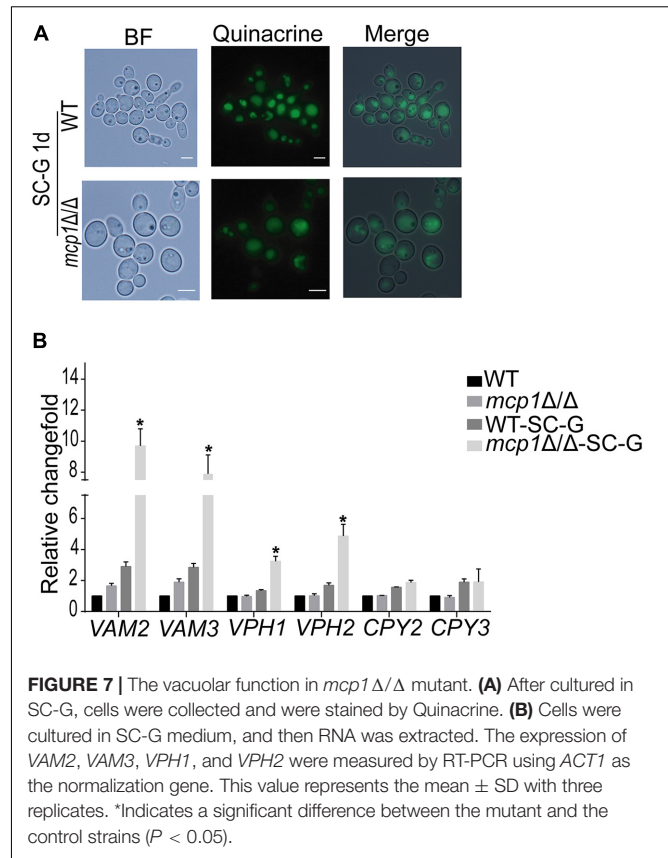 A
BF Quinacrine Merge
SC-G 1d
WT
mcp1Δ/Δ
B
Relative changefold
14
12
10
8
6
4
2
0
WT
mcp1Δ/Δ
WT-SC-G
mcp1Δ/Δ-SC-G
* * * *
VAM2 VAM3 VPH1 VPH2 CPY2 CPY3
FIGURE 7 | The vacuolar function in mcp1Δ/Δ mutant. (A) After cultured in
SC-G, cells were collected and were stained by Quinacrine. (B) Cells were
cultured in SC-G medium, and then RNA was extracted. The expression of
VAM2, VAM3, VPH1, and VPH2 were measured by RT-PCR using ACT1 as
the normalization gene. This value represents the mean ± SD with three
replicates. *Indicates a significant difference between the mutant and the
control strains (P < 0.05).